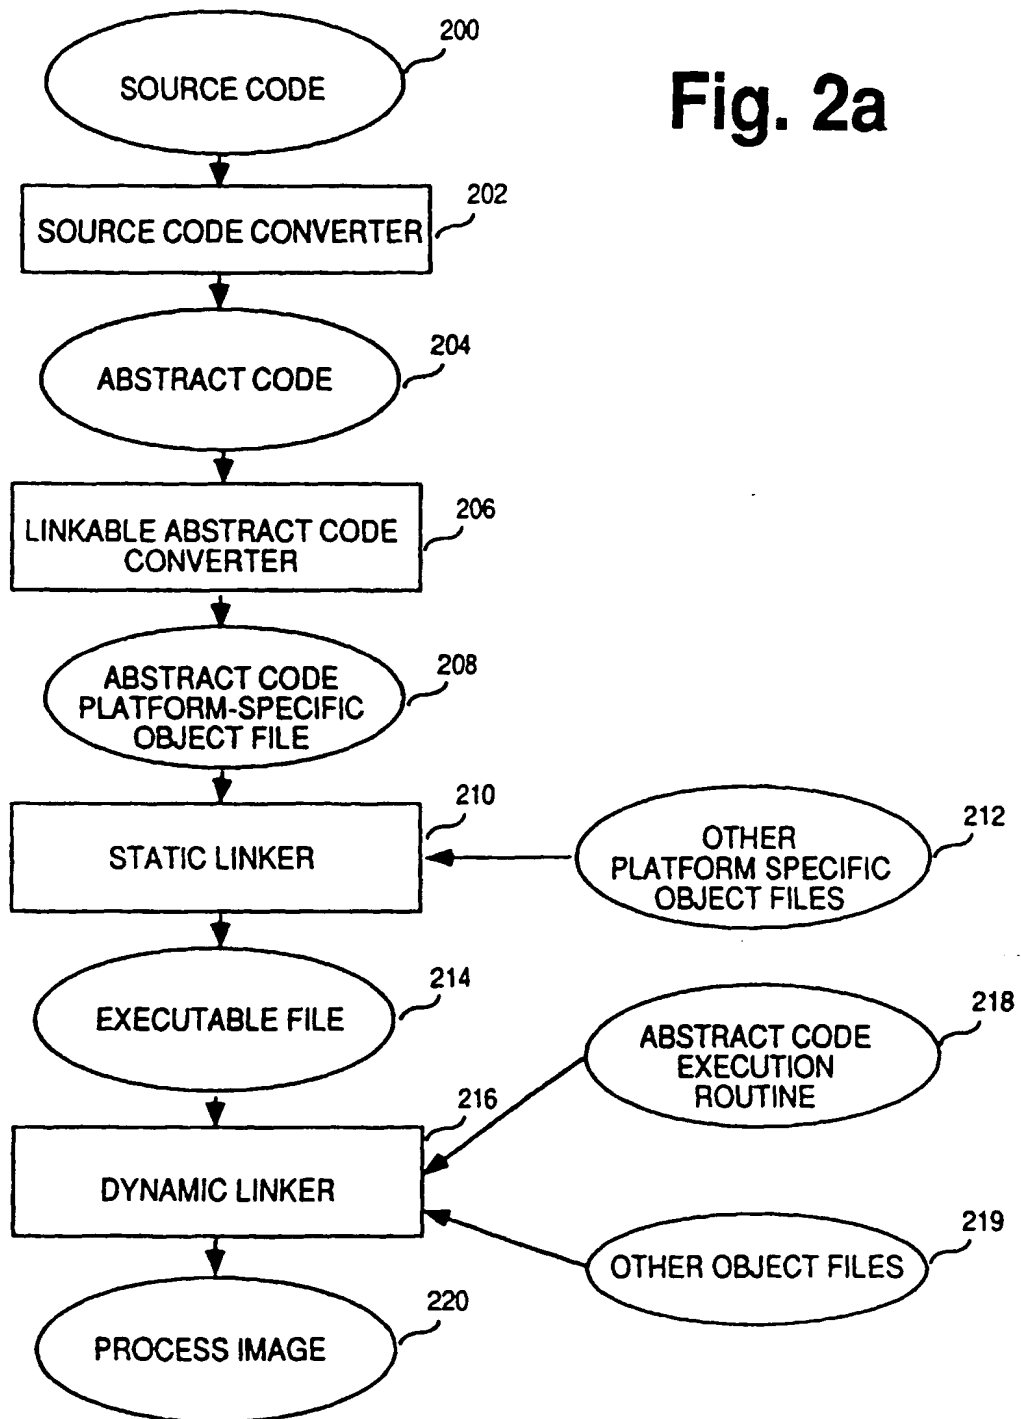 200
SOURCE CODE
Fig. 2a
202
SOURCE CODE CONVERTER
204
ABSTRACT CODE
206
LINKABLE ABSTRACT CODE
CONVERTER
208
ABSTRACT CODE
PLATFORM-SPECIFIC
OBJECT FILE
210
STATIC LINKER
212
OTHER
PLATFORM SPECIFIC
OBJECT FILES
214
EXECUTABLE FILE
218
ABSTRACT CODE
EXECUTION
ROUTINE
216
DYNAMIC LINKER
219
OTHER OBJECT FILES
220
PROCESS IMAGE